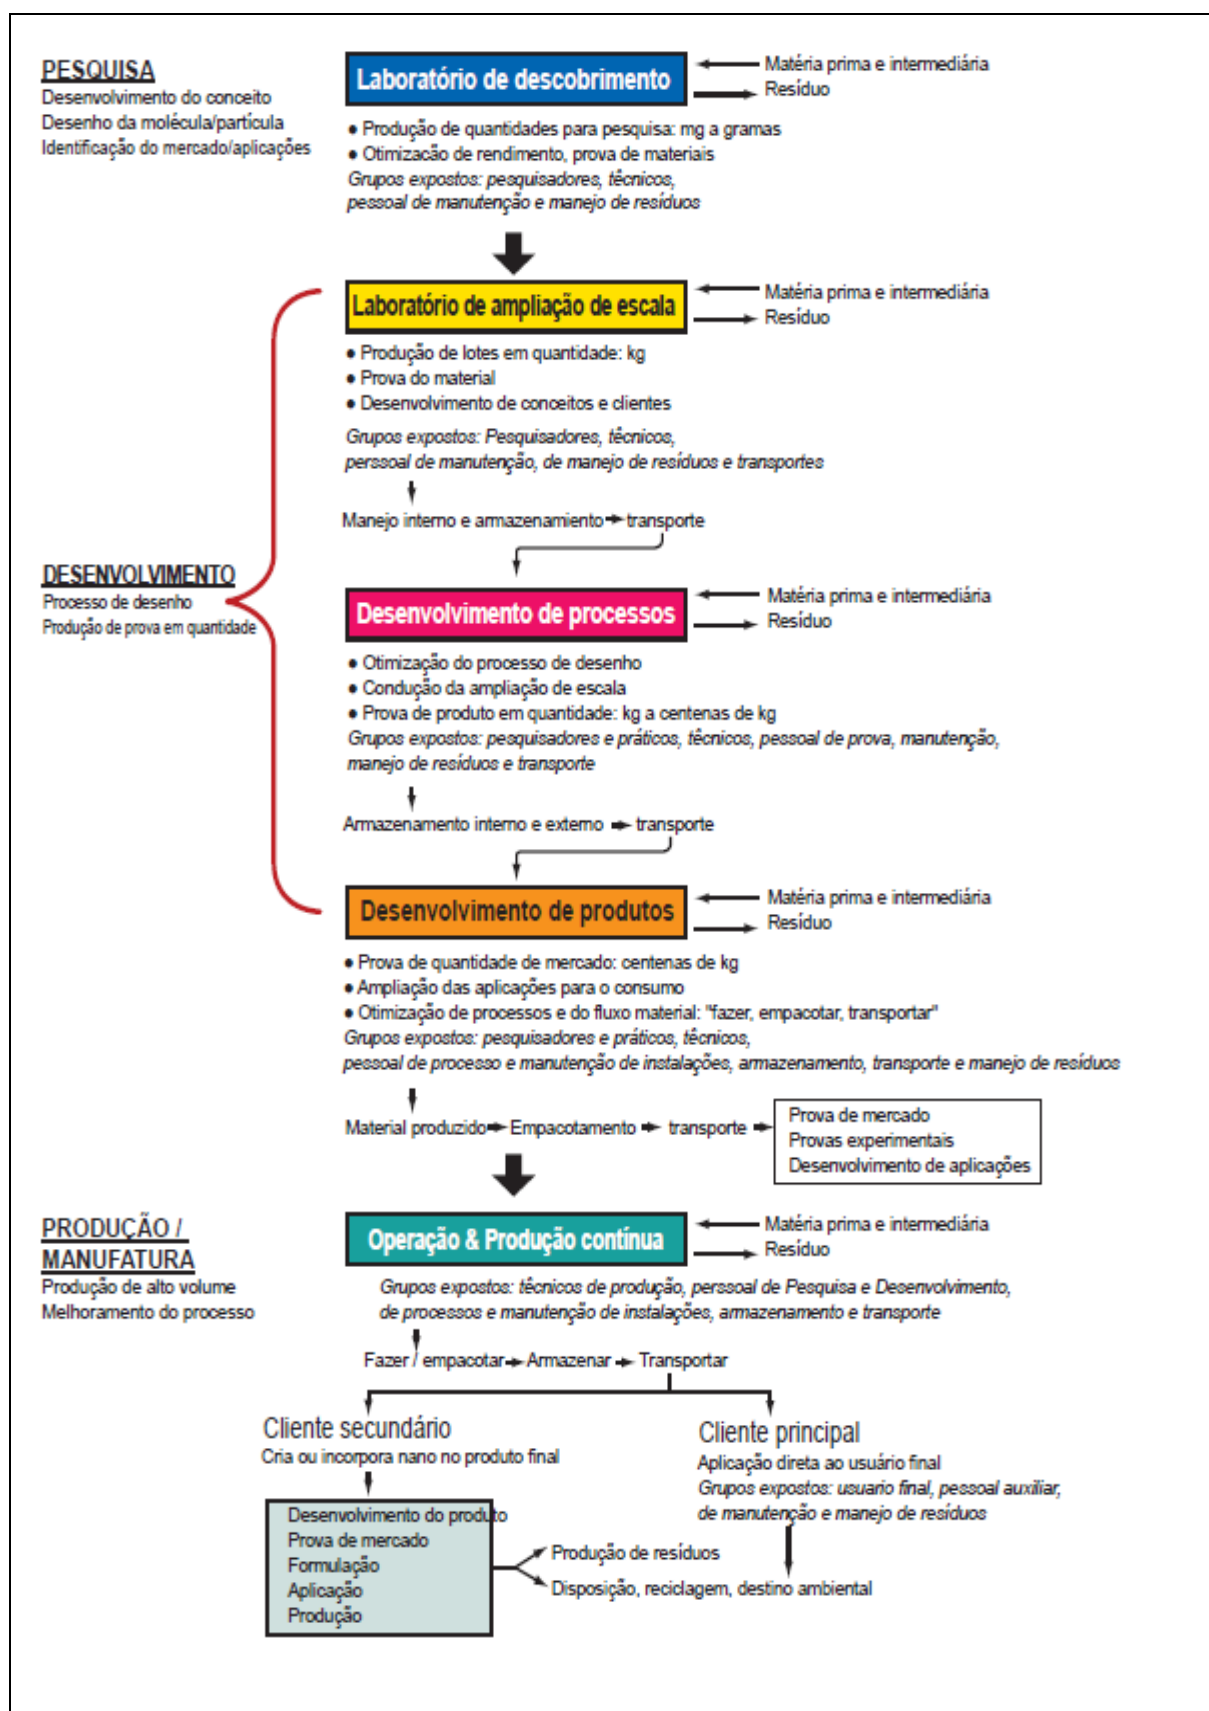 PESQUISA
Desenvolvimento do conceito
Desenho da molécula/partícula
Identificação do mercado/aplicações
Laboratório de descobrimento
Matéria prima e intermediária
Resíduo
● Produção de quantidades para pesquisa: mg a gramas
● Otimizacão de rendimento, prova de materiais
Grupos expostos: pesquisadores, técnicos,
pessoal de manutenção e manejo de resíduos
Laboratório de ampliação de escala
Matéria prima e intermediária
Resíduo
● Produção de lotes em quantidade: kg
● Prova do material
● Desenvolvimento de conceitos e clientes
Grupos expostos: Pesquisadores, têcnicos,
perssoal de manutenção, de manejo de resíduos e transportes
Manejo interno e armazenamiento transporte
DESENVOLVIMENTO
Processo de desenho
Produção de prova em quantidade
Desenvolvimento de processos
Matéria prima e intermediária
Resíduo
● Otimização do processo de desenho
● Condução da ampliação de escala
● Prova de produto em quantidade: kg a centenas de kg
Grupos expostos: pesquisadores e práticos, técnicos, pessoal de prova, manutenção,
manejo de resíduos e transporte
Armazenamento interno e externo transporte
Desenvolvimento de produtos
Matéria prima e intermediária
Resíduo
● Prova de quantidade de mercado: centenas de kg
● Ampliação das aplicações para o consumo
● Otimização de processos e do fluxo material: "fazer, empacotar, transportar"
Grupos expostos: pesquisadores e práticos, técnicos,
pessoal de processo e manutenção de instalações, armazenamento, transporte e manejo de resíduos
Material produzido Empacotamento transporte
Prova de mercado
Provas experimentais
Desenvolvimento de aplicações
PRODUÇÃO /
MANUFATURA
Produção de alto volume
Melhoramento do processo
Operação & Produção contínua
Matéria prima e intermediária
Resíduo
Grupos expostos: técnicos de produção, perssoal de Pesquisa e Desenvolvimento,
de processos e manutenção de instalações, armazenamento e transporte
Fazer / empacotar Armazenar Transportar
Cliente secundário
Cria ou incorpora nano no produto final
Cliente principal
Aplicação direta ao usuário final
Grupos expostos: usuario final, pessoal auxiliar,
de manutenção e manejo de resíduos
Desenvolvimento do produto
Prova de mercado
Formulação
Aplicação
Produção
Produção de resíduos
Disposição, reciclagem, destino ambiental